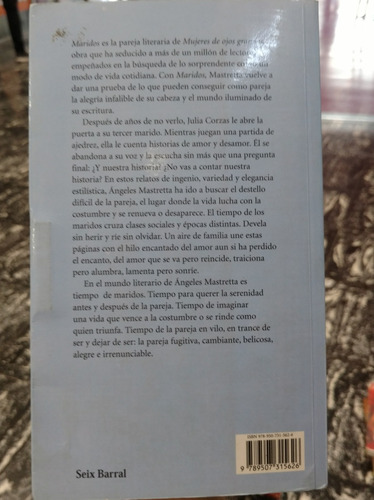 Maridos es la pareja literaria de Mujeres de ojos
obra que ha seducido a más de un millón de lectores
empeñados en la búsqueda de lo sorprendente como
modo de vida cotidiana. Con Maridos, Mastretta vuelve a
dar una prueba de lo que pueden conseguir como pareja
la alegría infalible de su cabeza y el mundo iluminado de
su escritura.
Después de años de no verlo, Julia Corzas le abre la
puerta a su tercer marido. Mientras juegan una partida de
ajedrez, ella le cuenta historias de amor y desamor. Él se
abandona a su voz y la escucha sin más que una pregunta
final: ¿Y nuestra historia? ¿No vas a contar nuestra
historia? En estos relatos de ingenio, variedad y elegancia
estilística, Ángeles Mastretta ha ido a buscar el destello
difícil de la pareja, el lugar donde la vida lucha con la
costumbre y se renueva o desaparece. El tiempo de los
maridos cruza clases sociales y épocas distintas. Devela
sin herir y ríe sin olvidar. Un aire de familia une estas
páginas con el hilo encantado del amor aun si ha perdido
el encanto, del amor que se va pero reincide, traiciona
pero alumbra, lamenta pero sonríe.
En el mundo literario de Ángeles Mastretta es
tiempo de maridos. Tiempo para querer la serenidad
antes y después de la pareja. Tiempo de imaginar
una vida que vence a la costumbre o se rinde como
quien triunfa. Tiempo de la pareja en vilo, en trance de
ser y dejar de ser: la pareja fugitiva, cambiante, belicosa,
alegre e irrenunciable.
9 789507 315626
Seix Barral